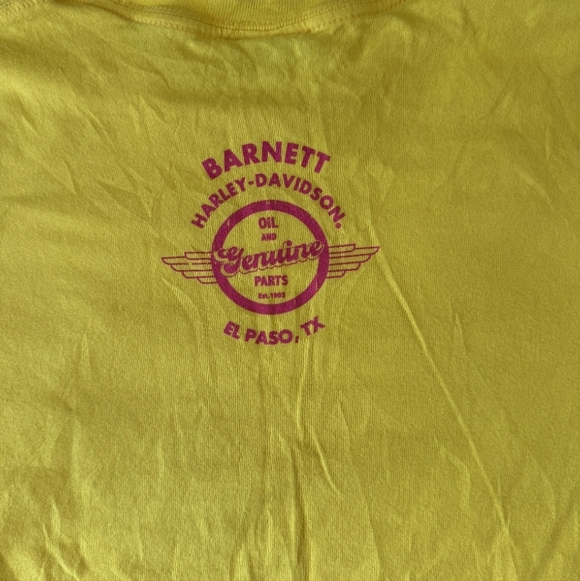 BARNETT
HARLEY-DAVIDSON®
OIL
AND
Genuine
PARTS
Est. 1903
EL PASO, TX